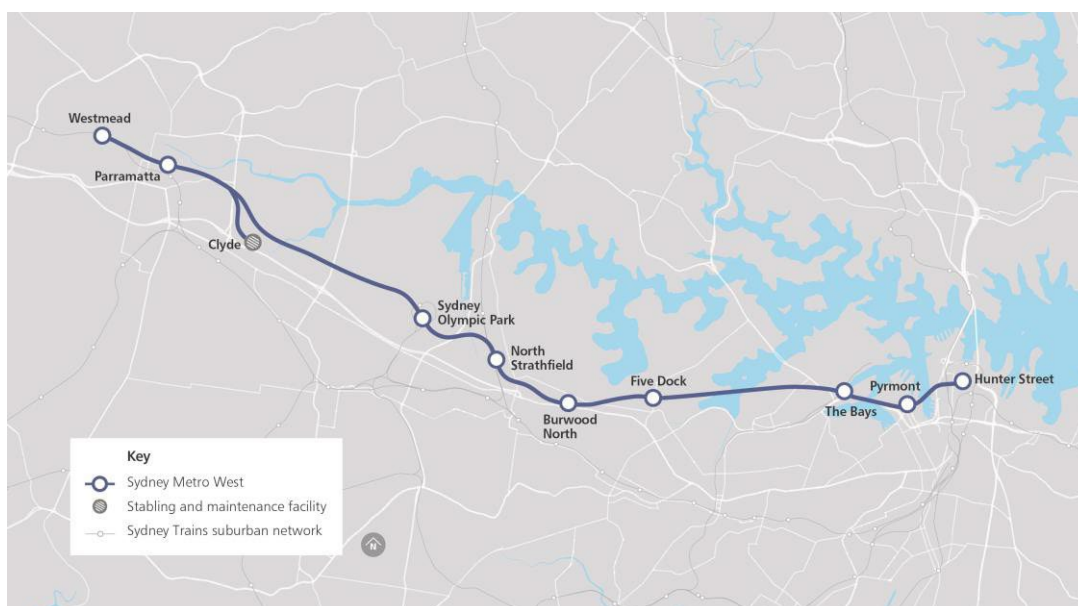 Westmead
Parramatta
Clyde
Sydney
Olympic Park
North
Strathfield
Five Dock
Burwood
North
Pyrmont
The Bays
Hunter Street
Key
Sydney Metro West
Stabling and maintenance facility
Sydney Trains suburban network
N